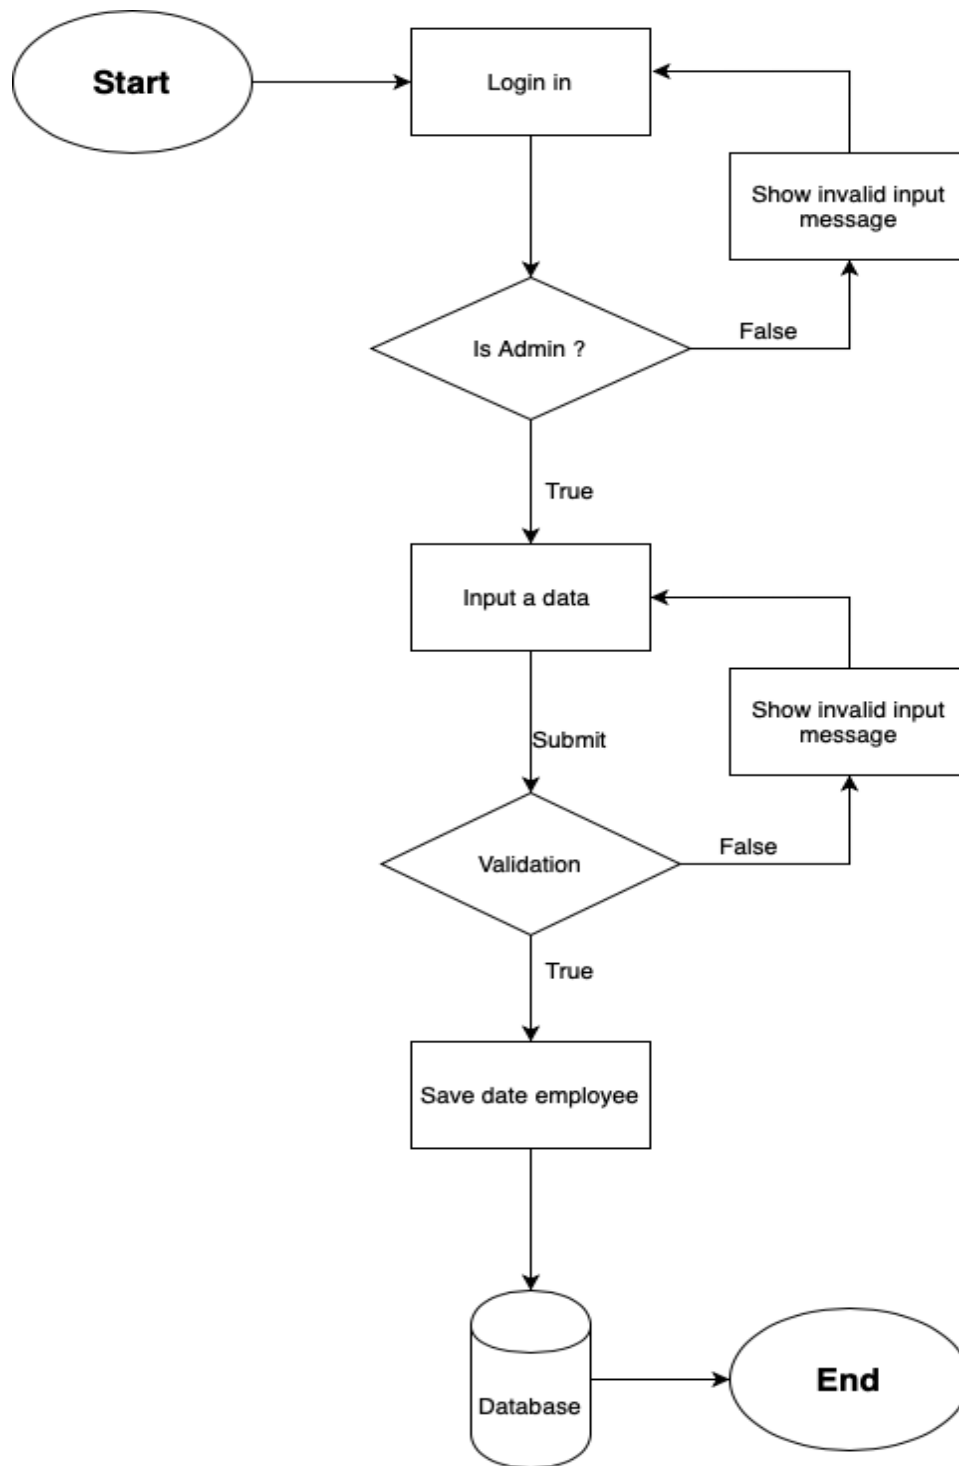 Start
Login in
Show invalid input
message
Is Admin ?
False
True
Input a data
Show invalid input
message
Submit
Validation
False
True
Save date employee
Database
End